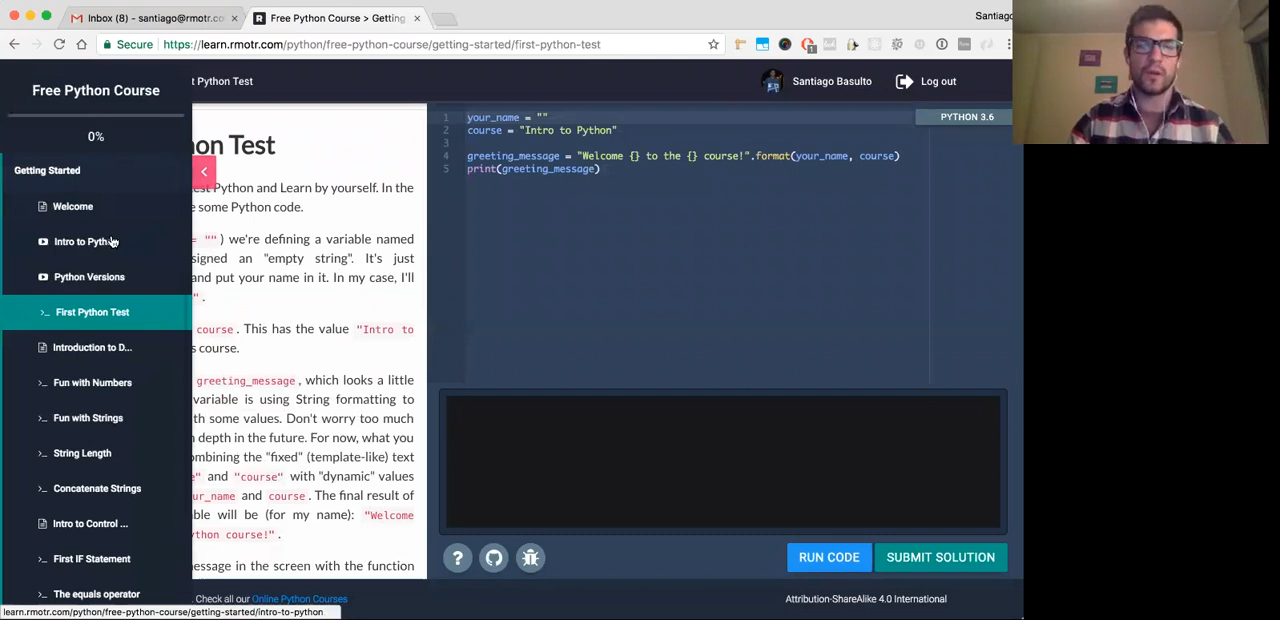 Inbox (8) - santiago@rmotr.co
Free Python Course > Getting
Santiago
Secure
https://learn.rmotr.com/python/free-python-course/getting-started/first-python-test
Free Python Course
0%
Getting Started
Welcome
Intro to Python
Python Versions
First Python Test
Introduction to D...
Fun with Numbers
Fun with Strings
String Length
Concatenate Strings
Intro to Control ...
First IF Statement
The equals operator
learn.rmotr.com/python/free-python-course/getting-started/intro-to-python
t Python Test
Santiago Basulto
Log out
on Test
est Python and Learn by yourself. In the
e some Python code.
= "") we're defining a variable named
signed an "empty string". It's just
and put your name in it. In my case, I'll
".
course. This has the value "Intro to
s course.
greeting_message, which looks a little
variable is using String formatting to
th some values. Don't worry too much
n depth in the future. For now, what you
ombining the "fixed" (template-like) text
e" and "course" with "dynamic" values
ur_name and course. The final result of
ble will be (for my name): "Welcome
ython course!".
message in the screen with the function
. Check all our Online Python Courses
1 your_name = ""
2 course = "Intro to Python"
3
4 greeting_message = "Welcome {} to the {} course!".format(your_name, course)
5 print(greeting_message)
PYTHON 3.6
?
RUN CODE
SUBMIT SOLUTION
Attribution-ShareAlike 4.0 International